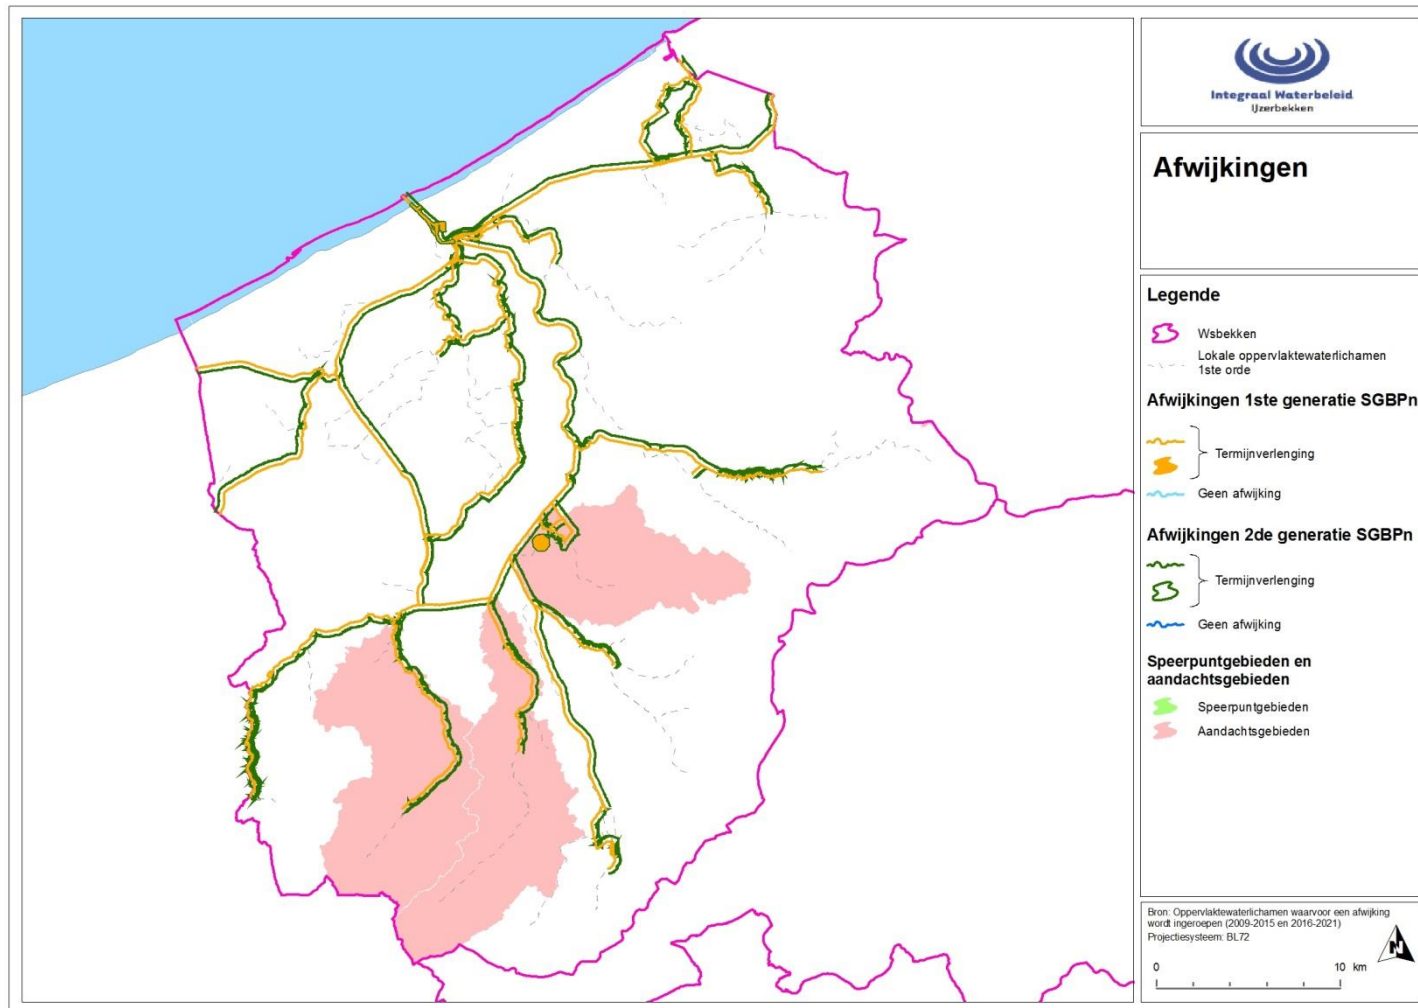 Integraal Waterbeleid
IJzerbekken
Afwijkingen
Legende
Wsbekken
Lokale oppervlaktewaterlichamen
1ste orde
Afwijkingen 1ste generatie SGBPn
Termijnverlenging
Geen afwijking
Afwijkingen 2de generatie SGBPn
Termijnverlenging
Geen afwijking
Speerpuntgebieden en
aandachtsgebieden
Speerpuntgebieden
Aandachtsgebieden
Bron: Oppervlaktewaterlichamen waarvoor een afwijking
wordt ingeroepen (2009-2015 en 2016-2021)
Projectiesysteem: BL72
N
0 10 km